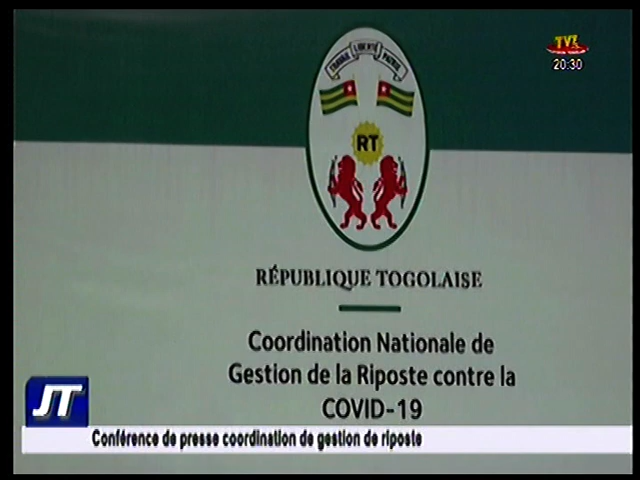 TVT
20:30
TRAVAIL LIBERTÉ PATRIE
RT
RÉPUBLIQUE TOGOLAISE
Coordination Nationale de
Gestion de la Riposte contre la
COVID-19
JT
Conférence de presse coordination de gestion de riposte